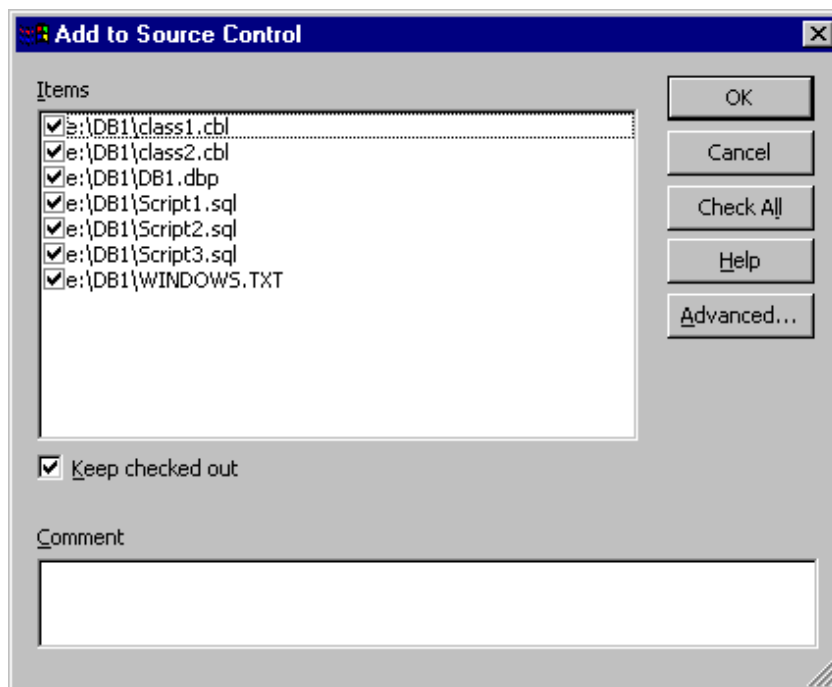 Add to Source Control
Items
e:\DB1\class1.cbl
e:\DB1\class2.cbl
e:\DB1\DB1.dbp
e:\DB1\Script1.sql
e:\DB1\Script2.sql
e:\DB1\Script3.sql
e:\DB1\WINDOWS.TXT
OK
Cancel
Check All
Help
Advanced...
Keep checked out
Comment